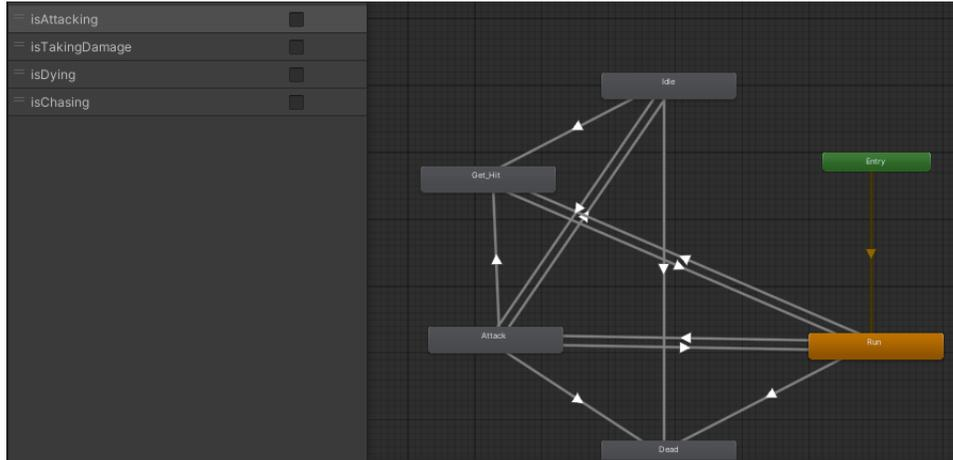 isAttacking
isTakingDamage
isDying
isChasing
Idle
Entry
Get_Hit
Attack
Run
Dead